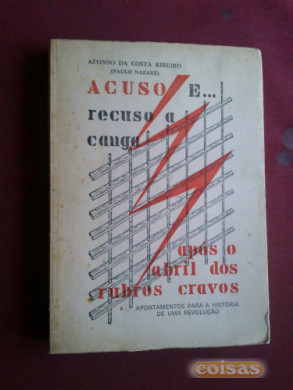 AFONSO DA COSTA RIBEIRO
(PAULO NAZARÉ)
ACUSO E...
recuso a
canga
após o
abril dos
rubros cravos
APONTAMENTOS PARA A HISTÓRIA
DE UMA REVOLUÇÃO
coisas